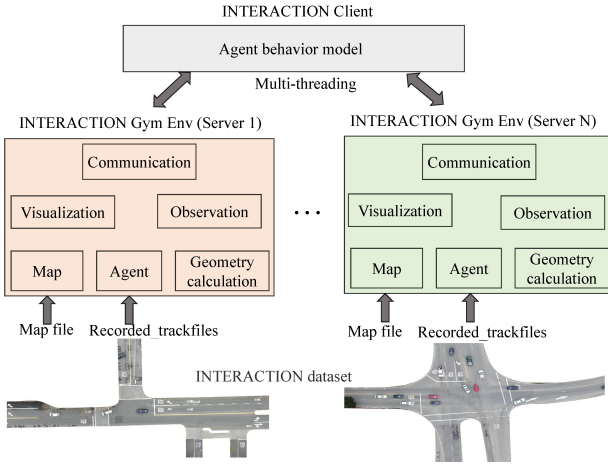 INTERACTION Client
Agent behavior model
Multi-threading
INTERACTION Gym Env (Server 1)
Communication
Visualization
Observation
Map
Agent
Geometry
calculation
Map file
Recorded_trackfiles
...
INTERACTION Gym Env (Server N)
Communication
Visualization
Observation
Map
Agent
Geometry
calculation
Map file
Recorded_trackfiles
INTERACTION dataset